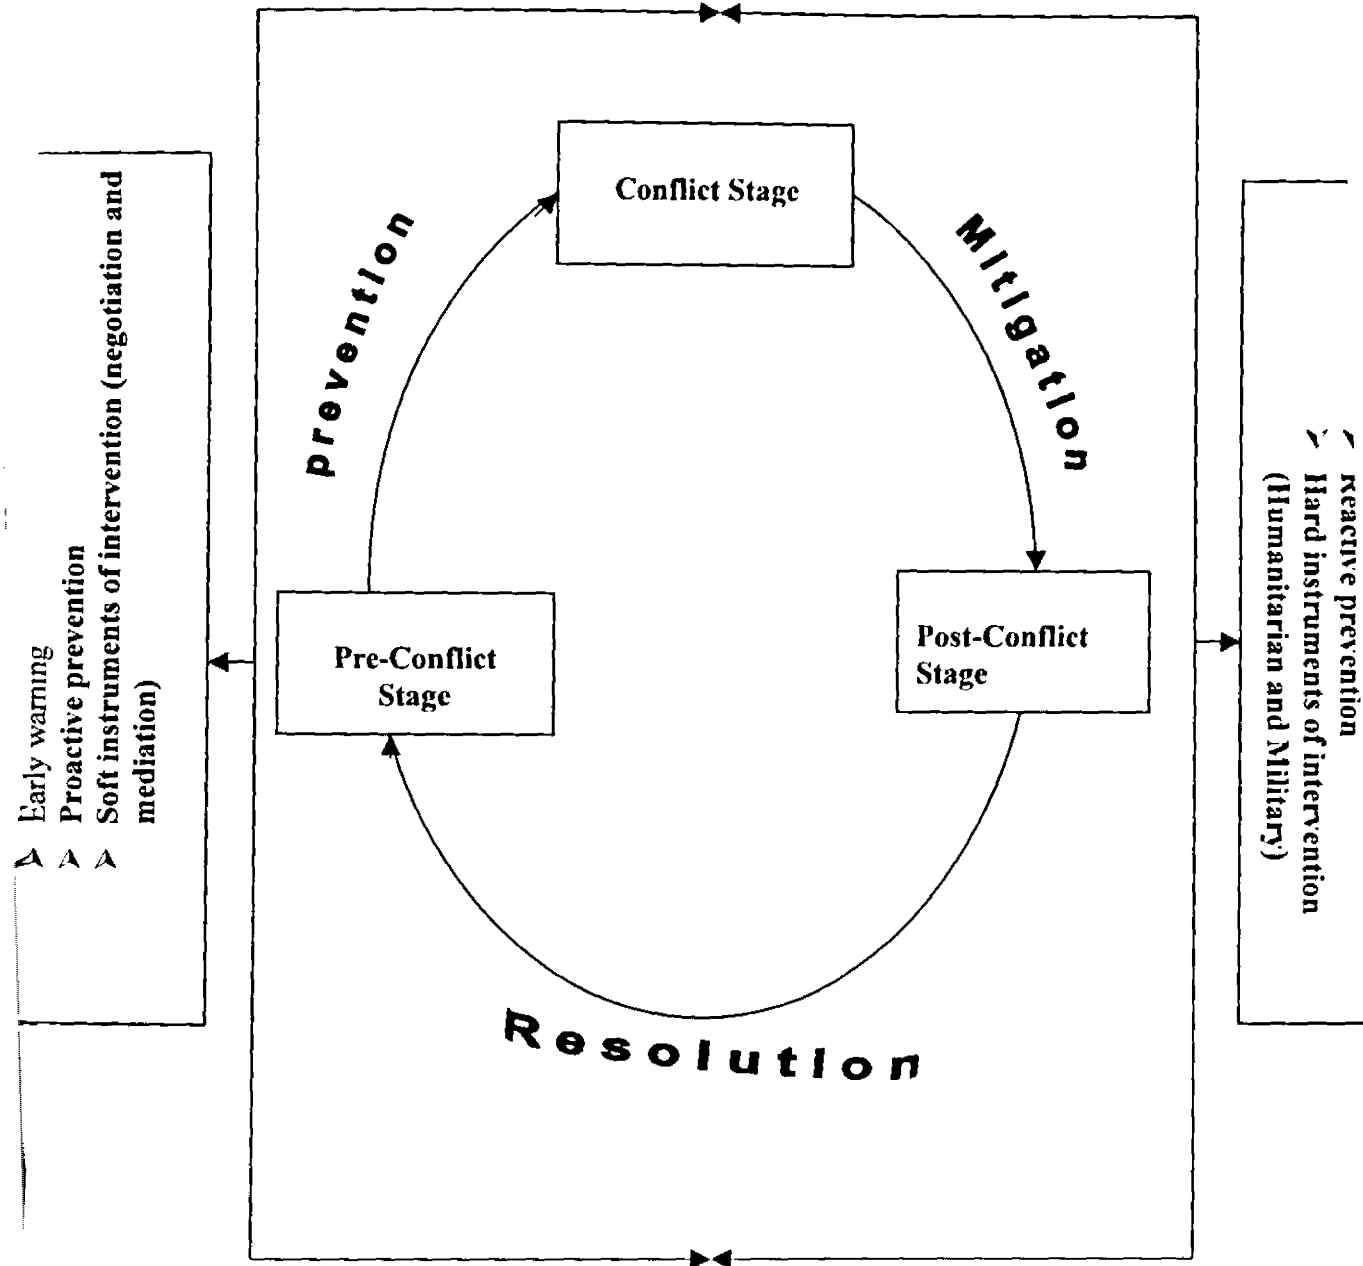 Conflict Stage
prevention
Mitigation
Pre-Conflict
Stage
Post-Conflict
Stage
Resolution
Early warning
Proactive prevention
Soft instruments of intervention (negotiation and
mediation)
Reactive prevention
Hard instruments of intervention
(Humanitarian and Military)